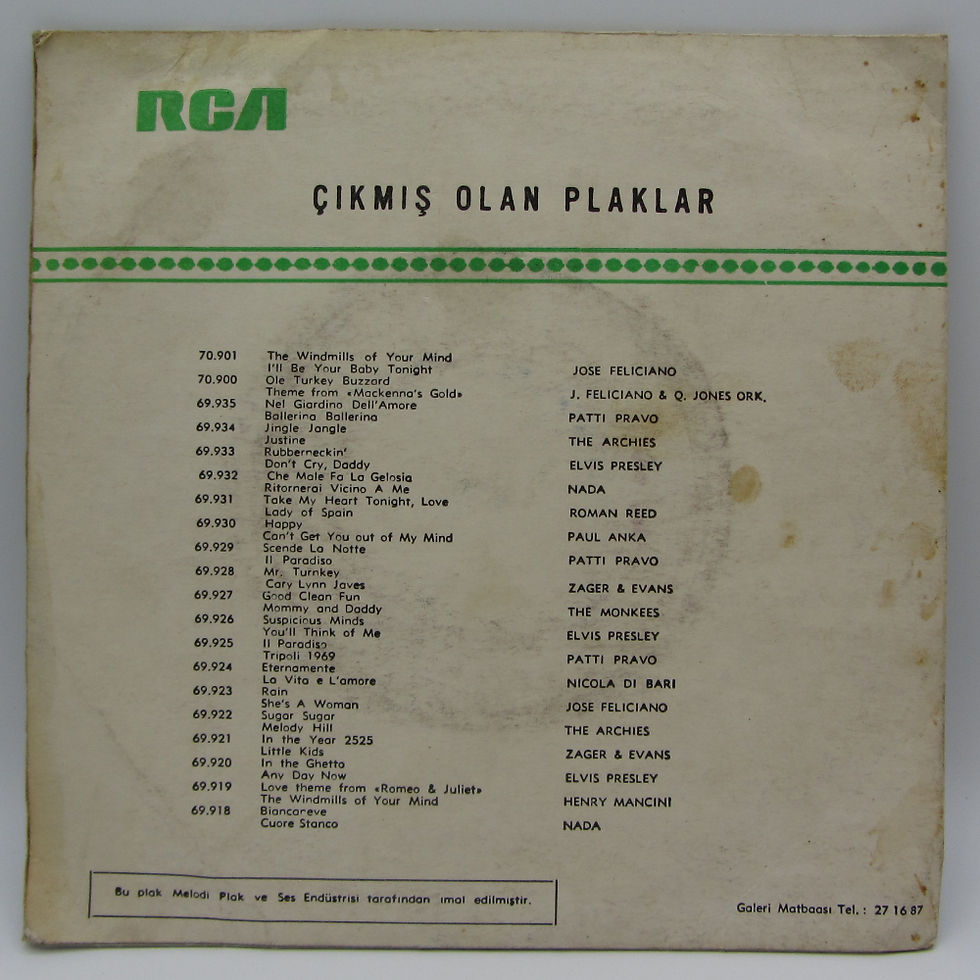 RCA
ÇIKMIŞ OLAN PLAKLAR
70.901 The Windmills of Your Mind
I'll Be Your Baby Tonight JOSE FELICIANO
70.900 Ole Turkey Buzzard
Theme from «Mackenna's Gold» J. FELICIANO & Q. JONES ORK.
69.935 Nel Giardino Dell'Amore
Ballerina Ballerina PATTI PRAVO
69.934 Jingle Jangle
Justine THE ARCHIES
69.933 Rubberneckin'
Don't Cry, Daddy ELVIS PRESLEY
69.932 Che Male Fa La Gelosia
Ritornerai Vicino A Me NADA
69.931 Take My Heart Tonight, Love
Lady of Spain ROMAN REED
69.930 Happy
Can't Get You out of My Mind PAUL ANKA
69.929 Scende La Notte
Il Paradiso PATTI PRAVO
69.928 Mr. Turnkey
Cary Lynn Javes ZAGER & EVANS
69.927 Good Clean Fun
Mommy and Daddy THE MONKEES
69.926 Suspicious Minds
You'll Think of Me ELVIS PRESLEY
69.925 Il Paradiso
Tripoli 1969 PATTI PRAVO
69.924 Eternamente
La Vita e L'amore NICOLA DI BARI
69.923 Rain
She's A Woman JOSE FELICIANO
69.922 Sugar Sugar
Melody Hill THE ARCHIES
69.921 In the Year 2525
Little Kids ZAGER & EVANS
69.920 In the Ghetto
Any Day Now ELVIS PRESLEY
69.919 Love theme from «Romeo & Juliet»
The Windmills of Your Mind HENRY MANCINI
69.918 Biancaneve
Cuore Stanco NADA
Bu plak Melodi Plak ve Ses Endüstrisi tarafından imal edilmiştir.
Galeri Matbaası Tel. : 27 16 87